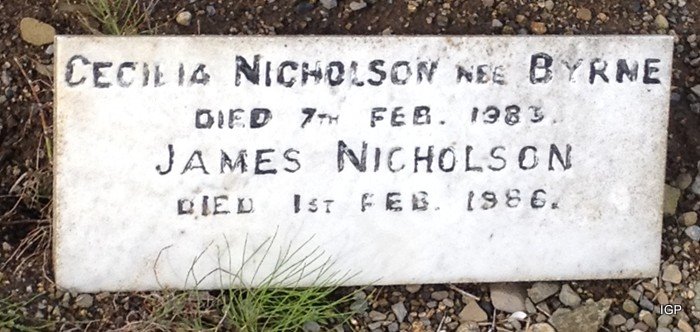 CECILIA NICHOLSON NEE BYRNE
DIED 7TH FEB. 1983.
JAMES NICHOLSON
DIED 1ST FEB. 1986.
IGP